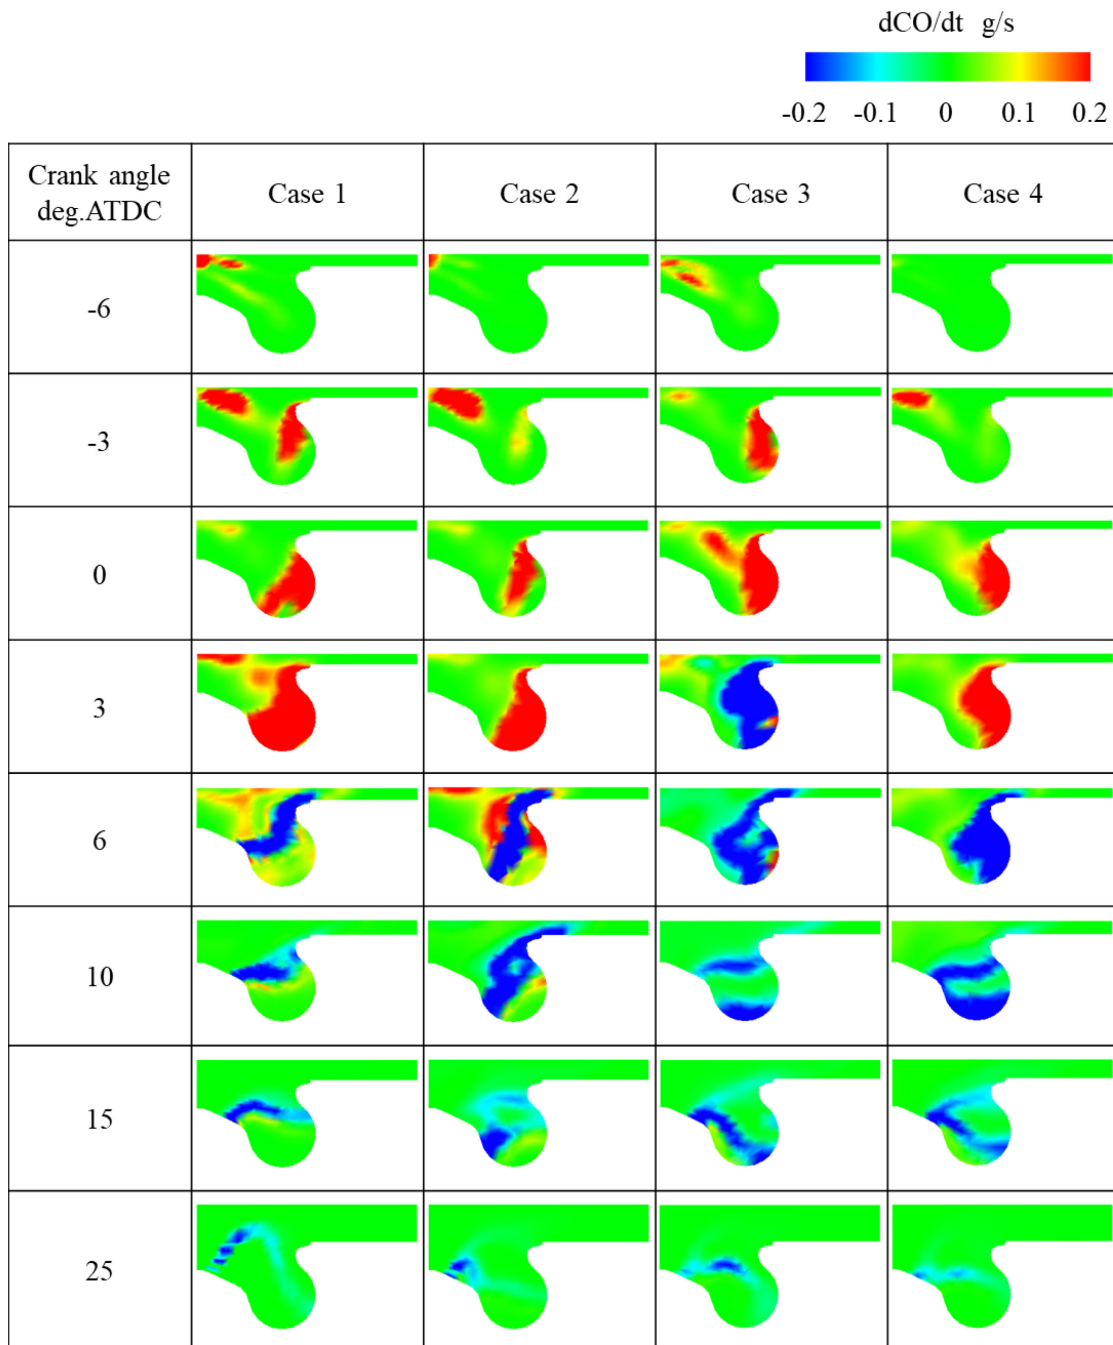 dCO/dt g/s
-0.2 -0.1 0 0.1 0.2
Crank angle
deg.ATDC
Case 1
Case 2
Case 3
Case 4
-6
-3
0
3
6
10
15
25